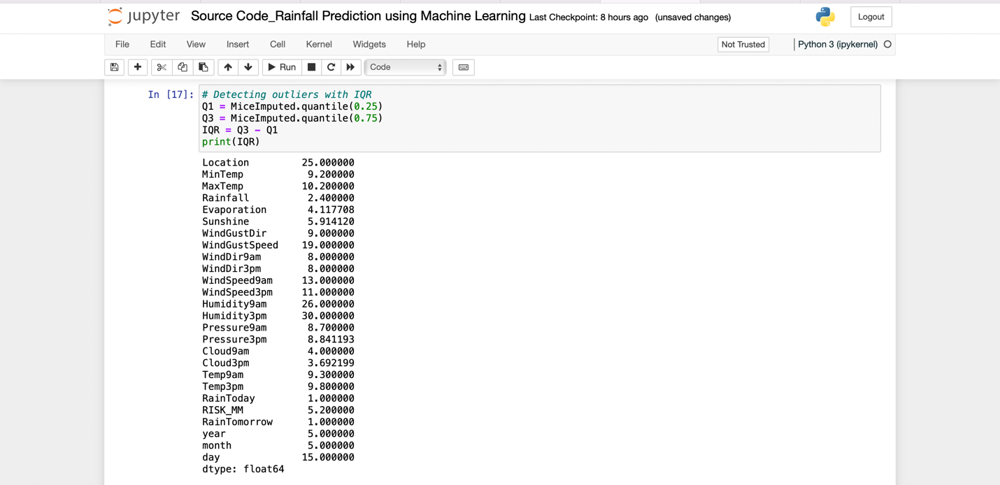 jupyter Source Code_Rainfall Prediction using Machine Learning Last Checkpoint: 8 hours ago (unsaved changes) Logout
File Edit View Insert Cell Kernel Widgets Help Not Trusted Python 3 (ipykernel)
Run Code
In [17]: # Detecting outliers with IQR
Q1 = MiceImputed.quantile(0.25)
Q3 = MiceImputed.quantile(0.75)
IQR = Q3 - Q1
print(IQR)
Location 25.000000
MinTemp 9.200000
MaxTemp 10.200000
Rainfall 2.400000
Evaporation 4.117708
Sunshine 5.914120
WindGustDir 9.000000
WindGustSpeed 19.000000
WindDir9am 8.000000
WindDir3pm 8.000000
WindSpeed9am 13.000000
WindSpeed3pm 11.000000
Humidity9am 26.000000
Humidity3pm 30.000000
Pressure9am 8.700000
Pressure3pm 8.841193
Cloud9am 4.000000
Cloud3pm 3.692199
Temp9am 9.300000
Temp3pm 9.800000
RainToday 1.000000
RISK_MM 5.200000
RainTomorrow 1.000000
year 5.000000
month 5.000000
day 15.000000
dtype: float64